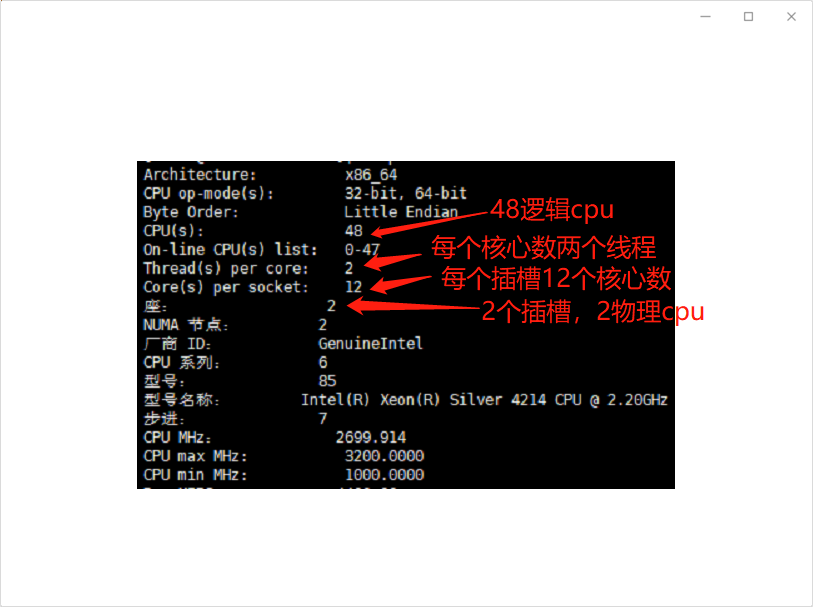 Architecture: x86_64
CPU op-mode(s): 32-bit, 64-bit
Byte Order: Little Endian
48逻辑cpu
CPU(s): 48
On-line CPU(s) list: 0-47
每个核心数两个线程
Thread(s) per core: 2
每个插槽12个核心数
Core(s) per socket: 12
座: 2
2个插槽，2物理cpu
NUMA 节点: 2
厂商 ID: GenuineIntel
CPU 系列: 6
型号: 85
型号名称: Intel(R) Xeon(R) Silver 4214 CPU @ 2.20GHz
步进: 7
CPU MHz: 2699.914
CPU max MHz: 3200.0000
CPU min MHz: 1000.0000